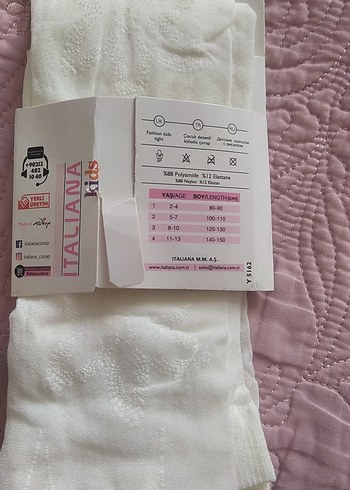 +90212
482
10 40
YERLİ
ÜRETİM
italianacorap
italiana_corap
ITALIANA
kids
UK
TR
RU
Fashion kids
tight
Çocuk desenli
külotlu çorap
%88 Polyamide %12 Elastane
%88 Naylon %12 Elastan
YAŞ/AGE BOY/LENGTH (cm)
1 2-4 80-90
2 5-7 100-110
3 8-10 120-130
4 11-13 140-150
ITALIANA M.M. A.Ş.
www.italiana.com.tr | sales@italiana.com.tr
Y 5162